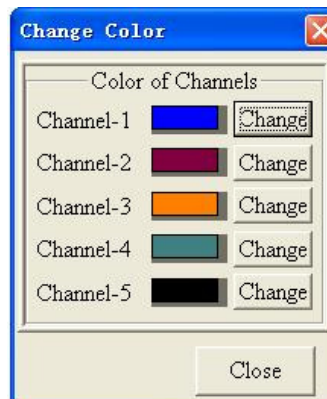 Change Color
Color of Channels
Channel-1 Change
Channel-2 Change
Channel-3 Change
Channel-4 Change
Channel-5 Change
Close